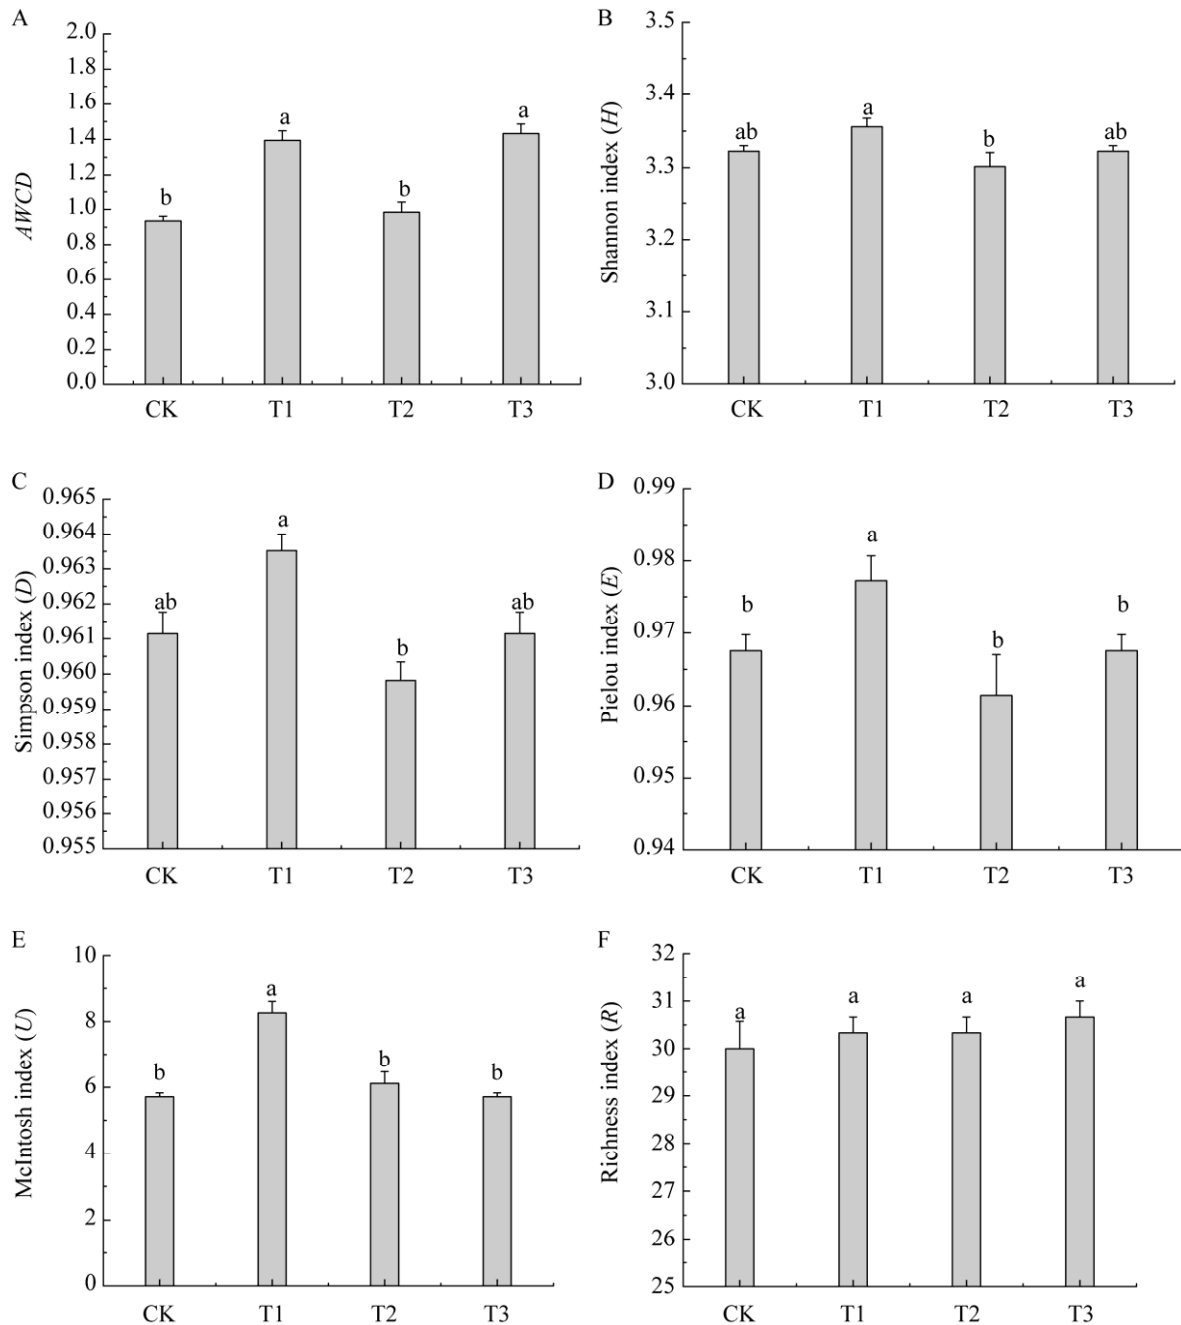 A
AWCD
2.0
1.8
1.6
1.4
1.2
1.0
0.8
0.6
0.4
0.2
0.0
b
a
b
a
CK T1 T2 T3
B
Shannon index (H)
3.5
3.4
3.3
3.2
3.1
3.0
ab
a
b
ab
CK T1 T2 T3
C
Simpson index (D)
0.965
0.964
0.963
0.962
0.961
0.960
0.959
0.958
0.957
0.956
0.955
ab
a
b
ab
CK T1 T2 T3
D
Pielou index (E)
0.99
0.98
0.97
0.96
0.95
0.94
b
a
b
b
CK T1 T2 T3
E
McIntosh index (U)
10
8
6
4
2
0
b
a
b
b
CK T1 T2 T3
F
Richness index (R)
32
31
30
29
28
27
26
25
a
a
a
a
CK T1 T2 T3